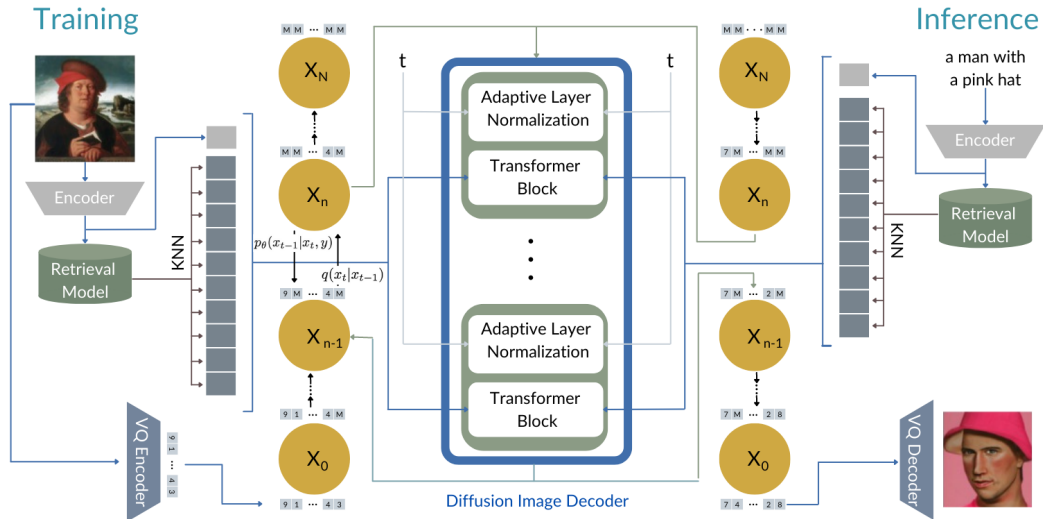 Training
Inference
M M ... M M
X_N
M M ... 4 M
X_n
p_θ(x_{t-1}|x_t, y)
q(x_t|x_{t-1})
9 M ... 4 M
X_{n-1}
9 1 ... 4 M
X_0
9 1 ... 4 3
Encoder
Retrieval
Model
KNN
VQ Encoder
9 1 ... 4 3
t
t
Adaptive Layer
Normalization
Transformer
Block
Adaptive Layer
Normalization
Transformer
Block
Diffusion Image Decoder
M M ... M M
X_N
7 M ... M M
X_n
7 M ... 2 M
X_{n-1}
7 M ... 2 8
X_0
7 4 ... 2 8
a man with
a pink hat
Encoder
Retrieval
Model
KNN
VQ Decoder